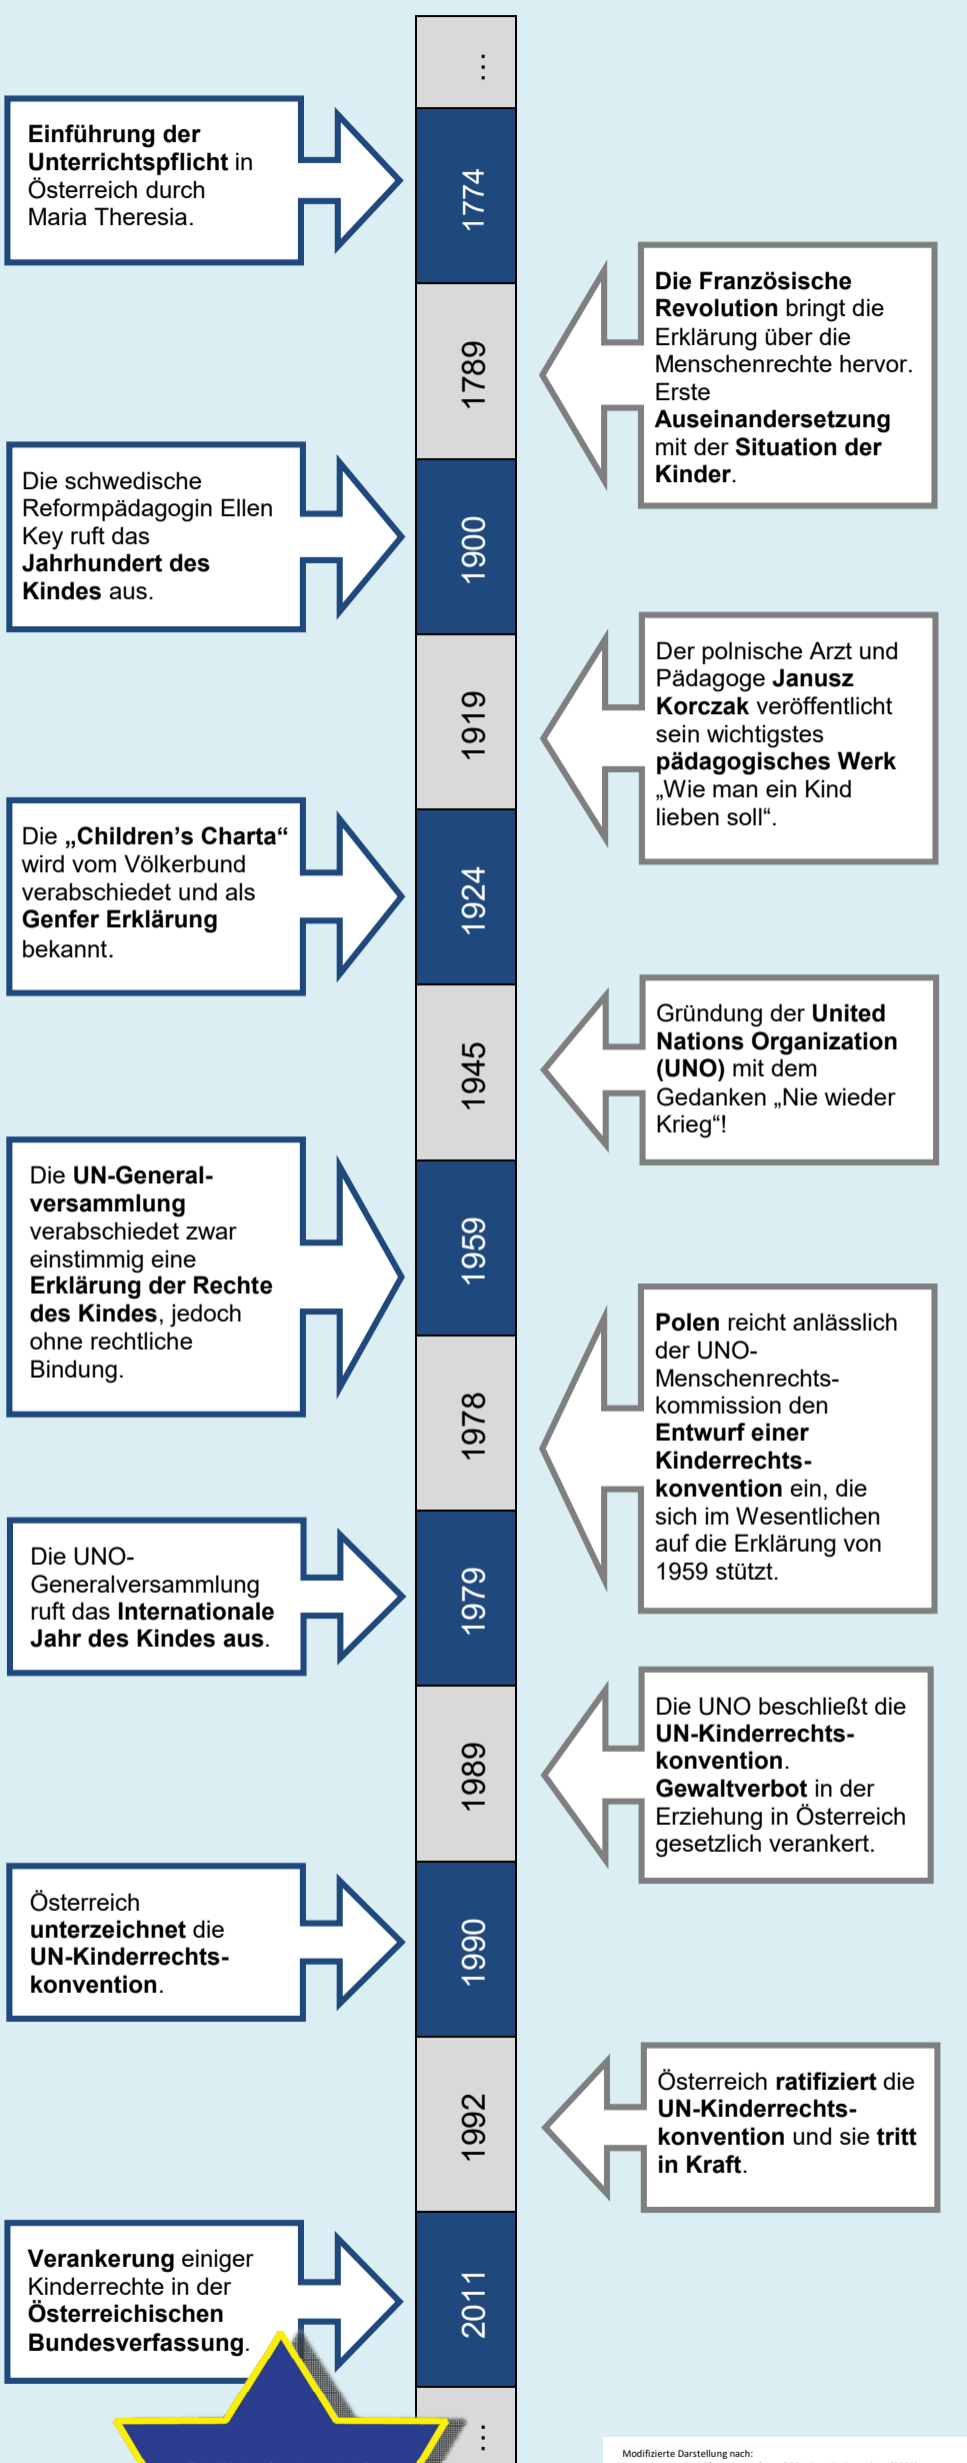 …
Einführung der
Unterrichtspflicht in
Österreich durch
Maria Theresia.
1774
Die Französische
Revolution bringt die
Erklärung über die
Menschenrechte hervor.
Erste
Auseinandersetzung
mit der Situation der
Kinder.
1789
Die schwedische
Reformpädagogin Ellen
Key ruft das
Jahrhundert des
Kindes aus.
1900
Der polnische Arzt und
Pädagoge Janusz
Korczak veröffentlicht
sein wichtigstes
pädagogisches Werk
„Wie man ein Kind
lieben soll“.
1919
Die „Children’s Charta“
wird vom Völkerbund
verabschiedet und als
Genfer Erklärung
bekannt.
1924
Gründung der United
Nations Organization
(UNO) mit dem
Gedanken „Nie wieder
Krieg“!
1945
Die UN-General-
versammlung
verabschiedet zwar
einstimmig eine
Erklärung der Rechte
des Kindes, jedoch
ohne rechtliche
Bindung.
1959
Polen reicht anlässlich
der UNO-
Menschenrechts-
kommission den
Entwurf einer
Kinderrechts-
konvention ein, die
sich im Wesentlichen
auf die Erklärung von
1959 stützt.
1978
Die UNO-
Generalversammlung
ruft das Internationale
Jahr des Kindes aus.
1979
Die UNO beschließt die
UN-Kinderrechts-
konvention.
Gewaltverbot in der
Erziehung in Österreich
gesetzlich verankert.
1989
Österreich
unterzeichnet die
UN-Kinderrechts-
konvention.
1990
Österreich ratifiziert die
UN-Kinderrechts-
konvention und sie tritt
in Kraft.
1992
Verankerung einiger
Kinderrechte in der
Österreichischen
Bundesverfassung.
2011
…
Modifizierte Darstellung nach: